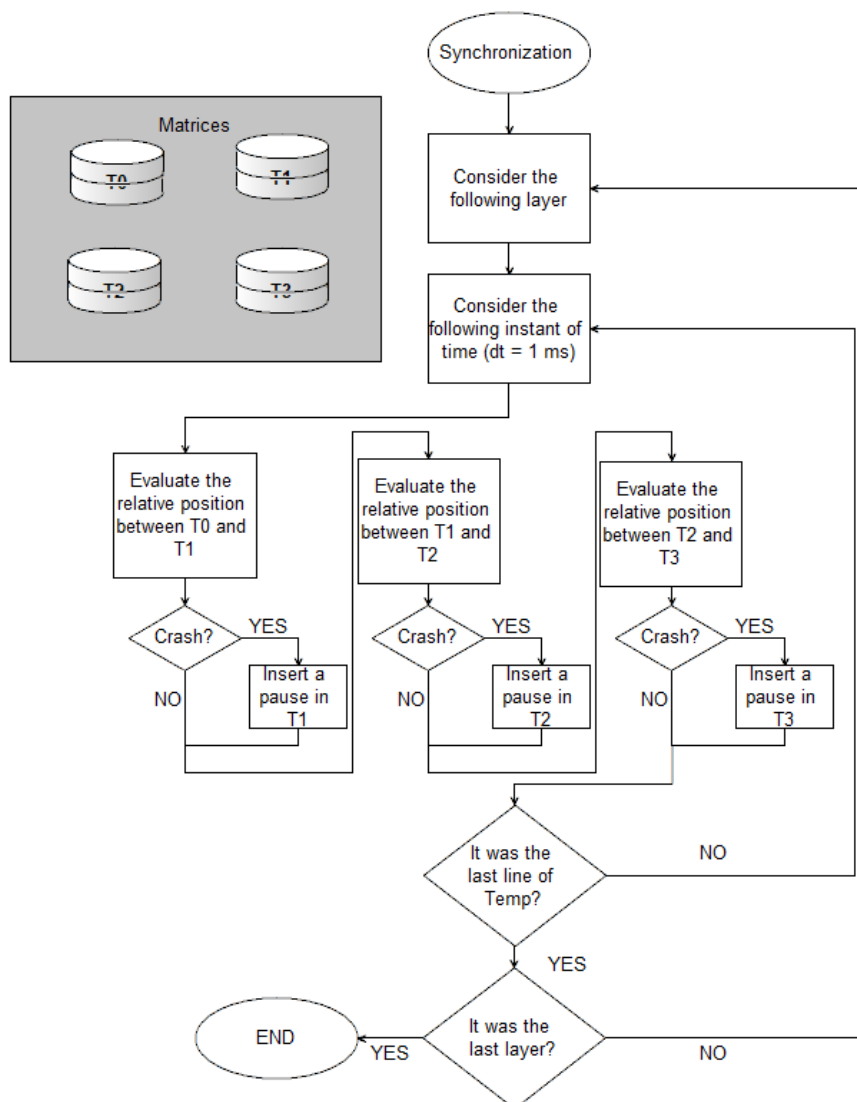 Synchronization
Matrices
T0
T1
T2
T3
Consider the
following layer
Consider the
following instant of
time (dt = 1 ms)
Evaluate the
relative position
between T0 and
T1
Crash?
YES
NO
Insert a
pause in
T1
Evaluate the
relative position
between T1 and
T2
Crash?
YES
NO
Insert a
pause in
T2
Evaluate the
relative position
between T2 and
T3
Crash?
YES
NO
Insert a
pause in
T3
It was the
last line of
Temp?
NO
YES
It was the
last layer?
YES
NO
END